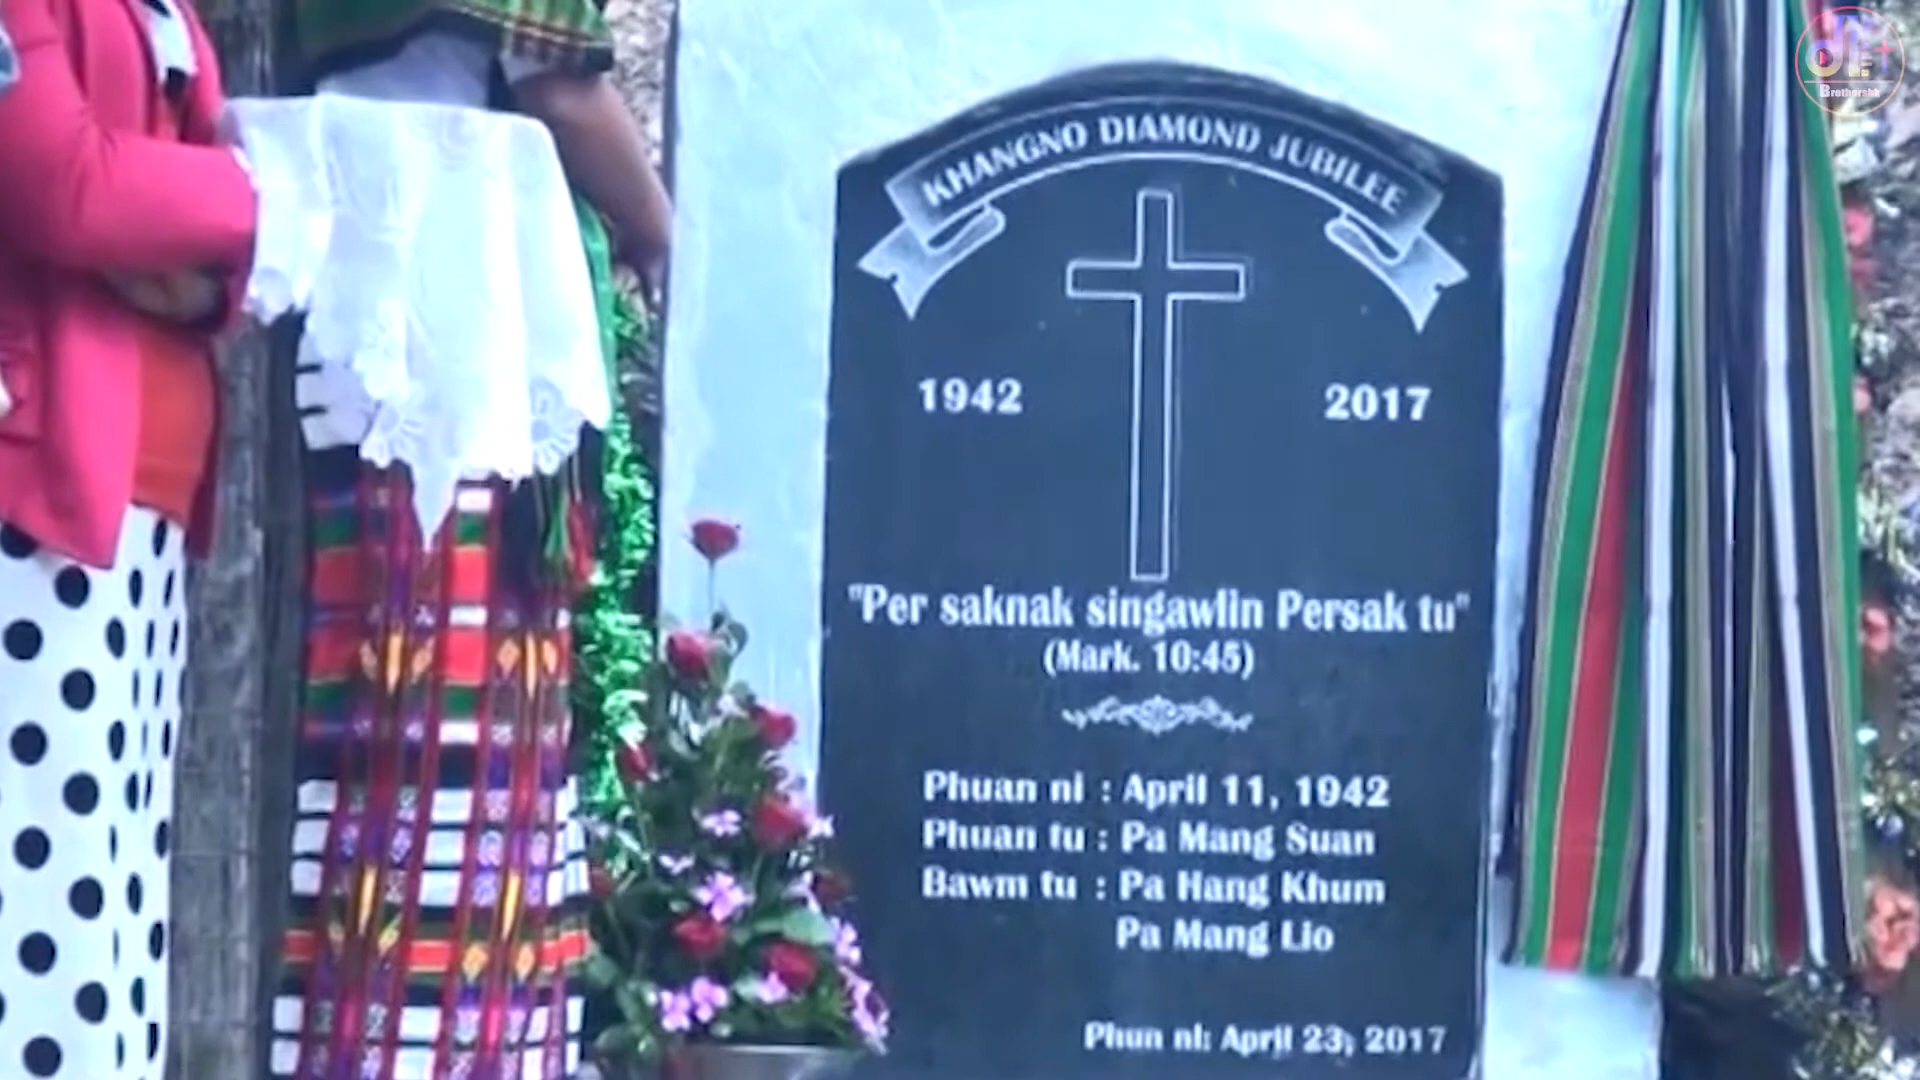 KHANGNO DIAMOND JUBILEE
1942 2017
"Per saknak singawlin Persak tu"
(Mark. 10:45)
Phuan ni : April 11, 1942
Phuan tu : Pa Mang Suan
Bawm tu : Pa Hang Khum
Pa Mang Lio
Phun ni: April 23, 2017